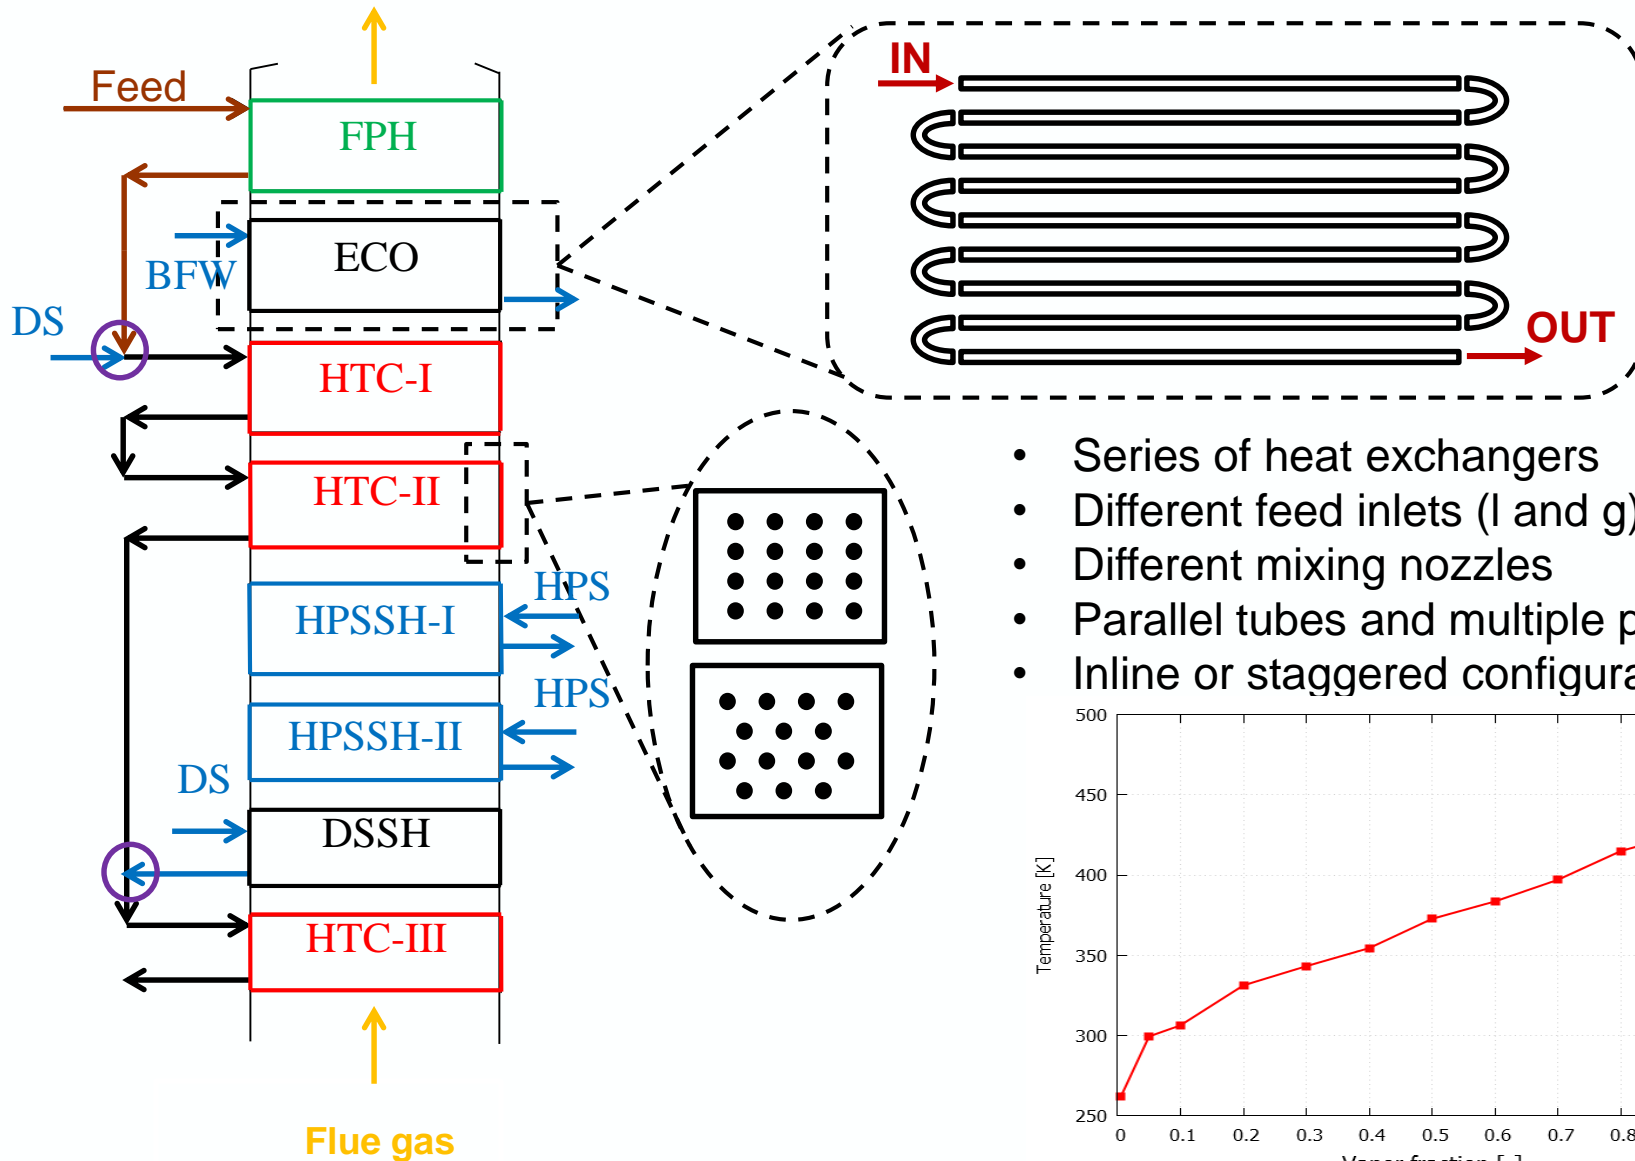 Feed
FPH
BFW
ECO
DS
HTC-I
HTC-II
HPSSH-I
HPS
HPSSH-II
HPS
DS
DSSH
HTC-III
Flue gas
IN
OUT
• Series of heat exchangers
• Different feed inlets (l and g)
• Different mixing nozzles
• Parallel tubes and multiple
• Inline or staggered
500
450
400
350
300
250
Temperature [K]
0 0.1 0.2 0.3 0.4 0.5 0.6 0.7 0.8
Vapor fraction [-]